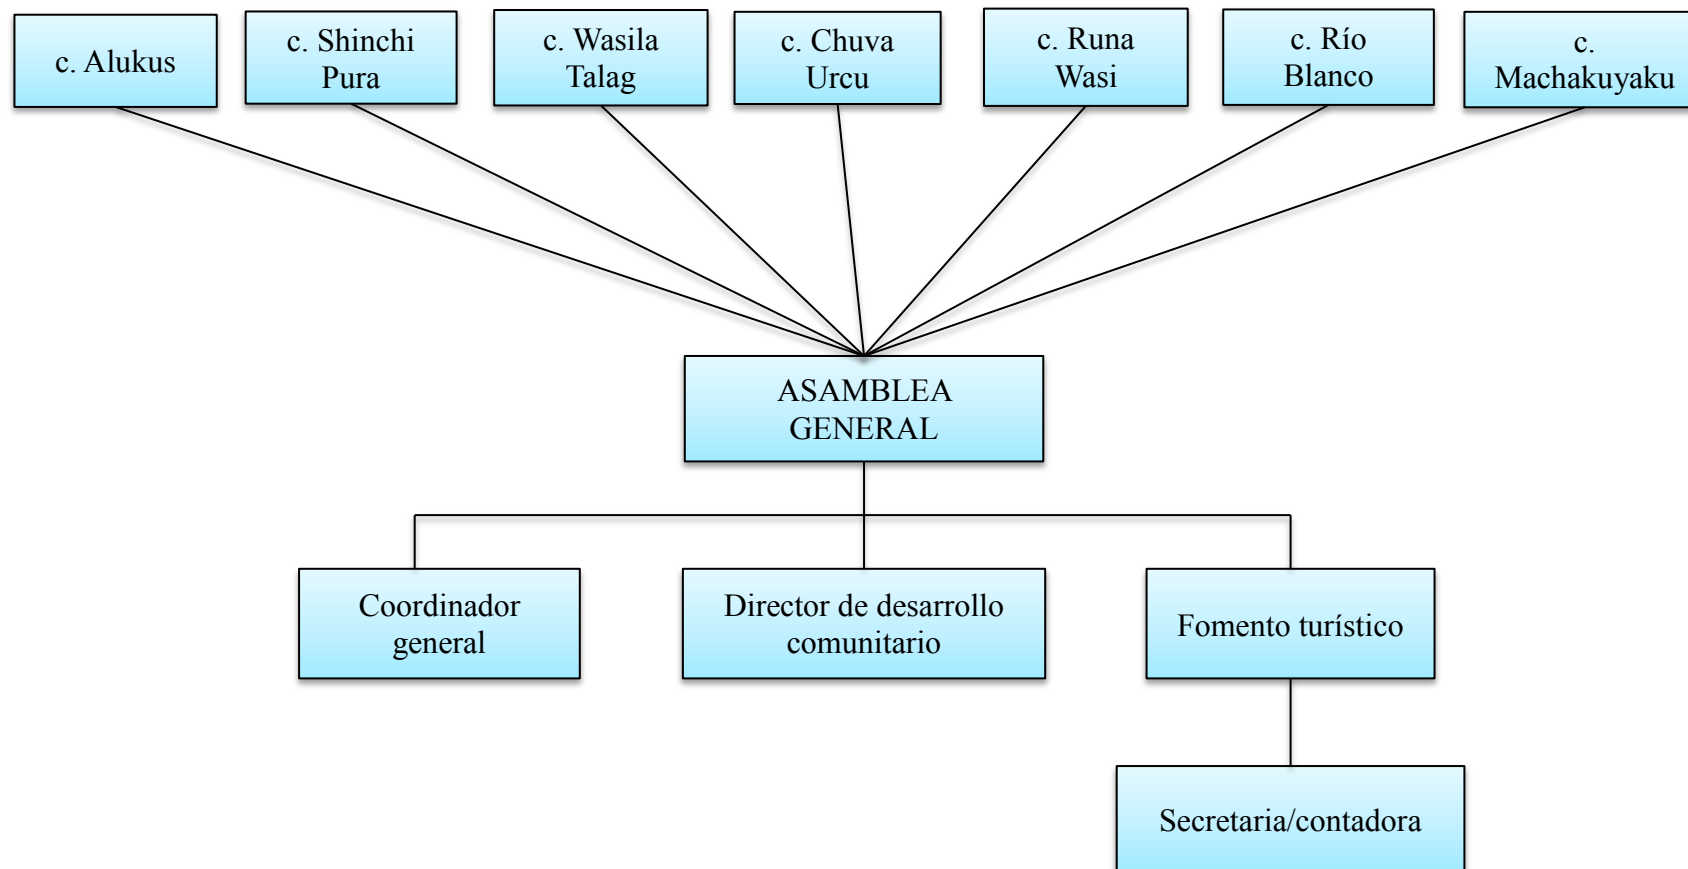 c. Alukus
c. Shinchi
Pura
c. Wasila
Talag
c. Chuva
Urcu
c. Runa
Wasi
c. Río
Blanco
c.
Machakuyaku
ASAMBLEA
GENERAL
Coordinador
general
Director de desarrollo
comunitario
Fomento turístico
Secretaria/contadora